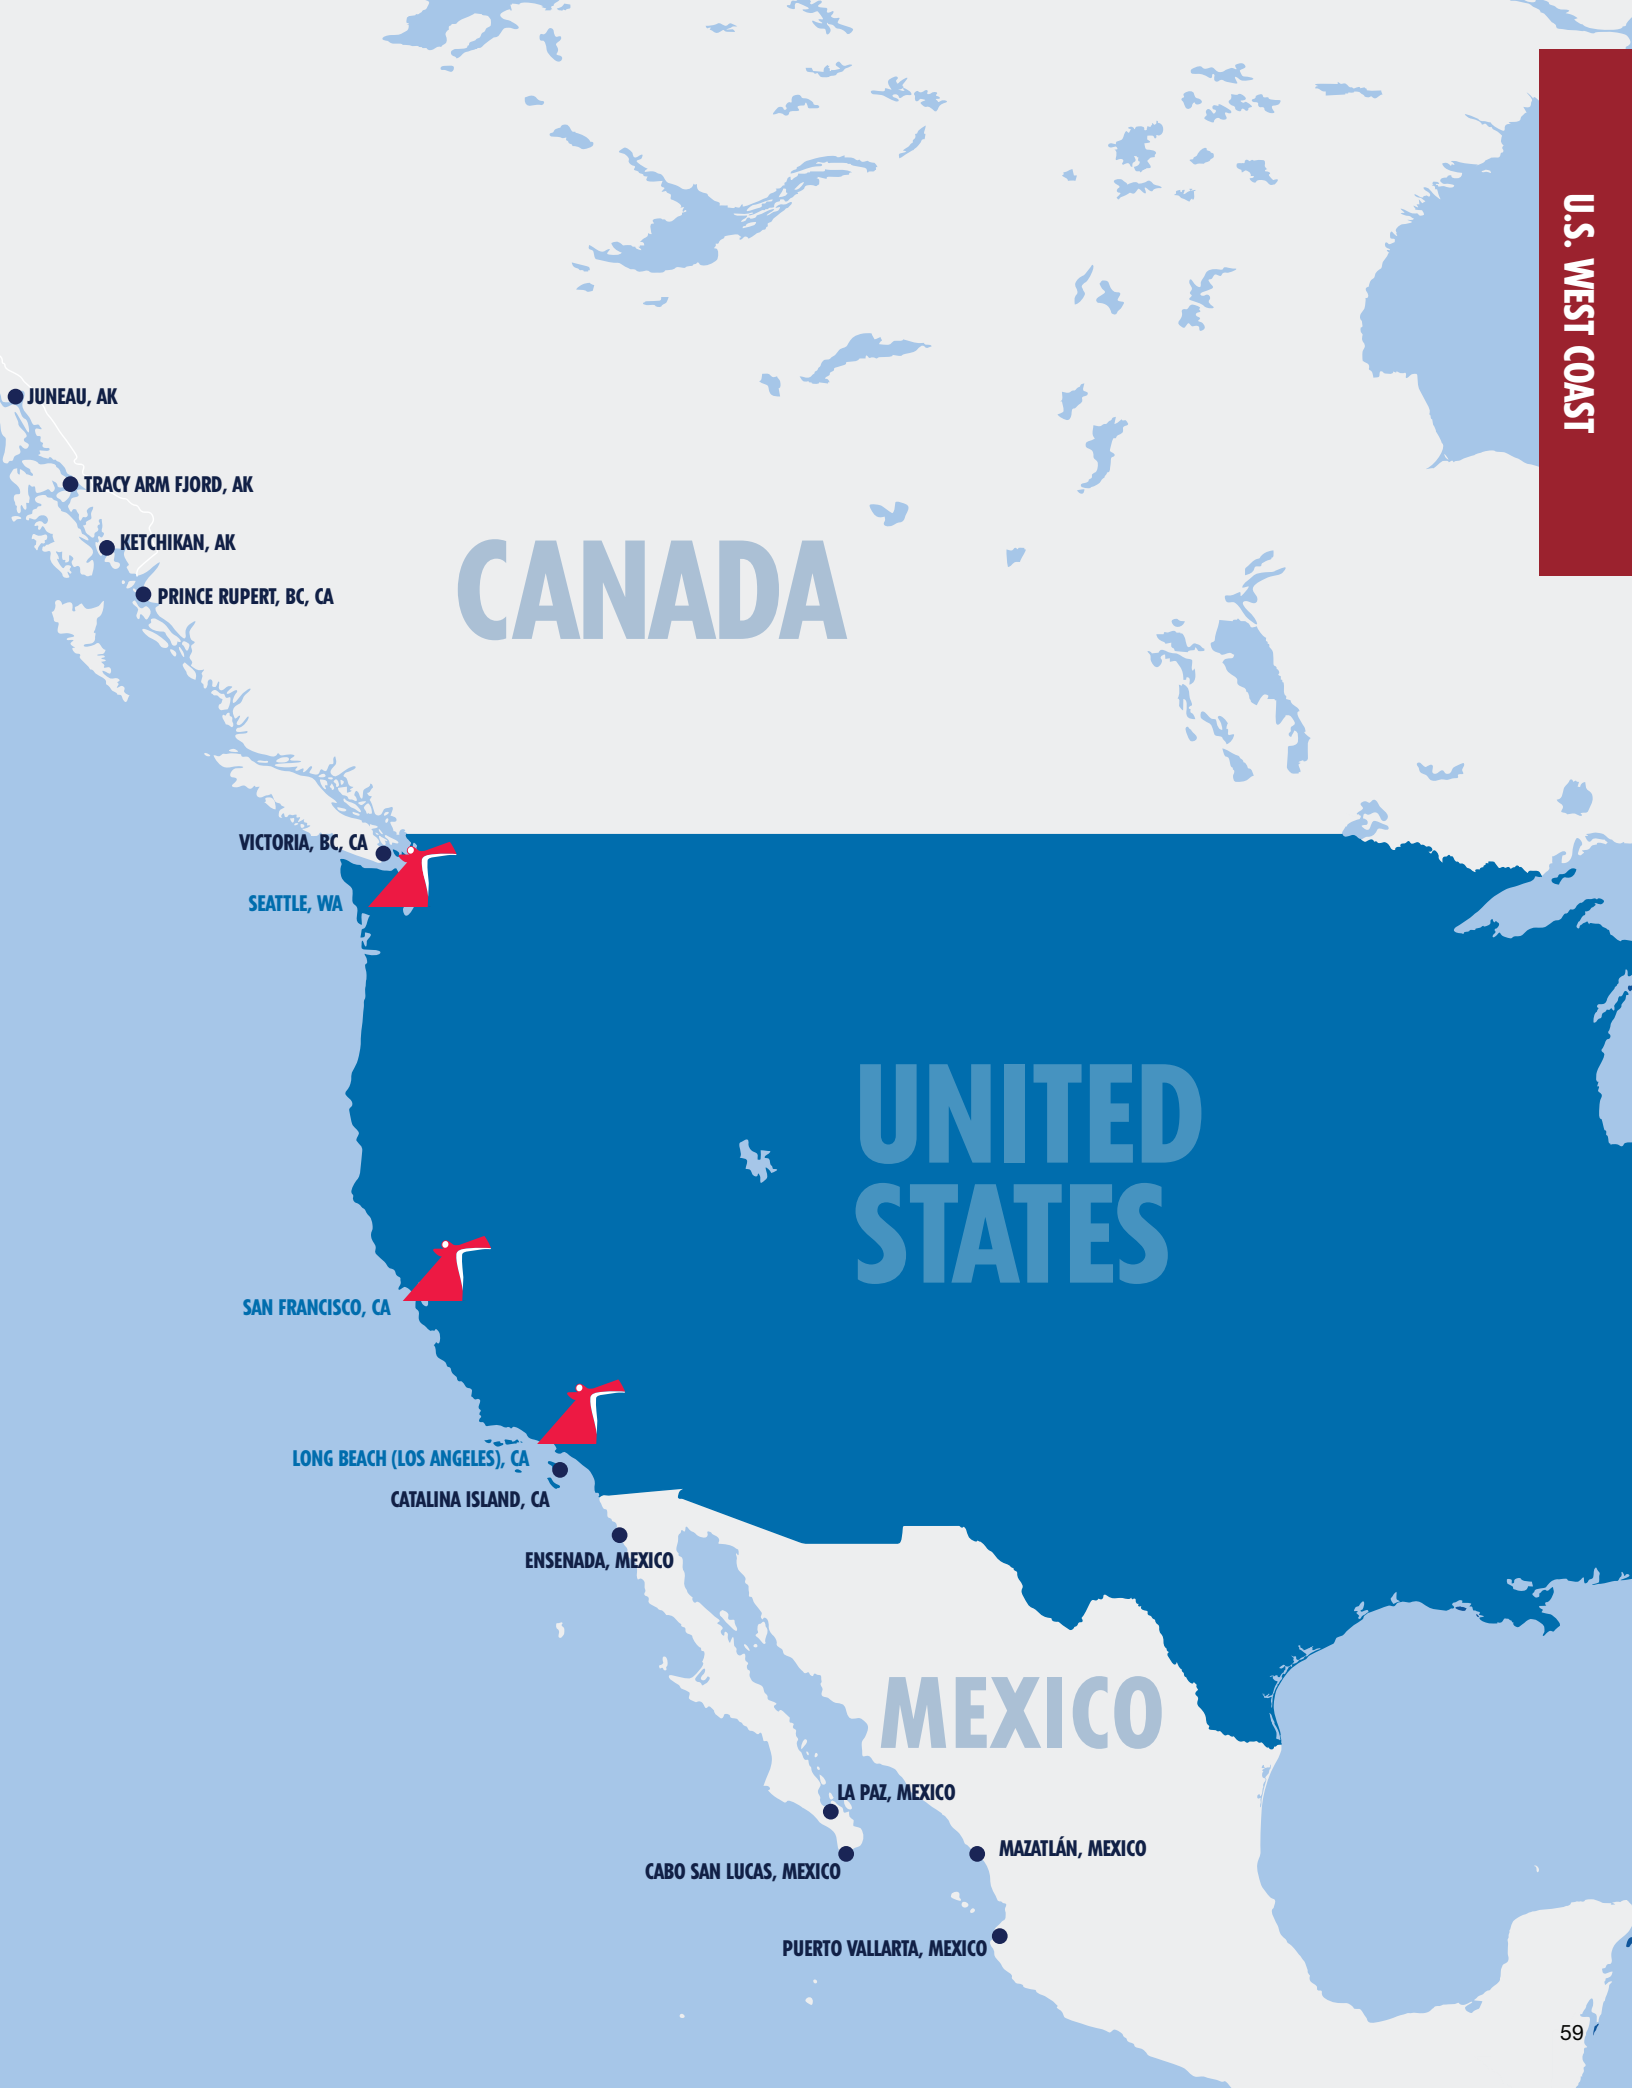 U.S. WEST COAST
JUNEAU, AK
TRACY ARM FJORD, AK
KETCHIKAN, AK
PRINCE RUPERT, BC, CA
CANADA
VICTORIA, BC, CA
SEATTLE, WA
UNITED
STATES
SAN FRANCISCO, CA
LONG BEACH (LOS ANGELES), CA
CATALINA ISLAND, CA
ENSENADA, MEXICO
MEXICO
LA PAZ, MEXICO
MAZATLÁN, MEXICO
CABO SAN LUCAS, MEXICO
PUERTO VALLARTA, MEXICO
59